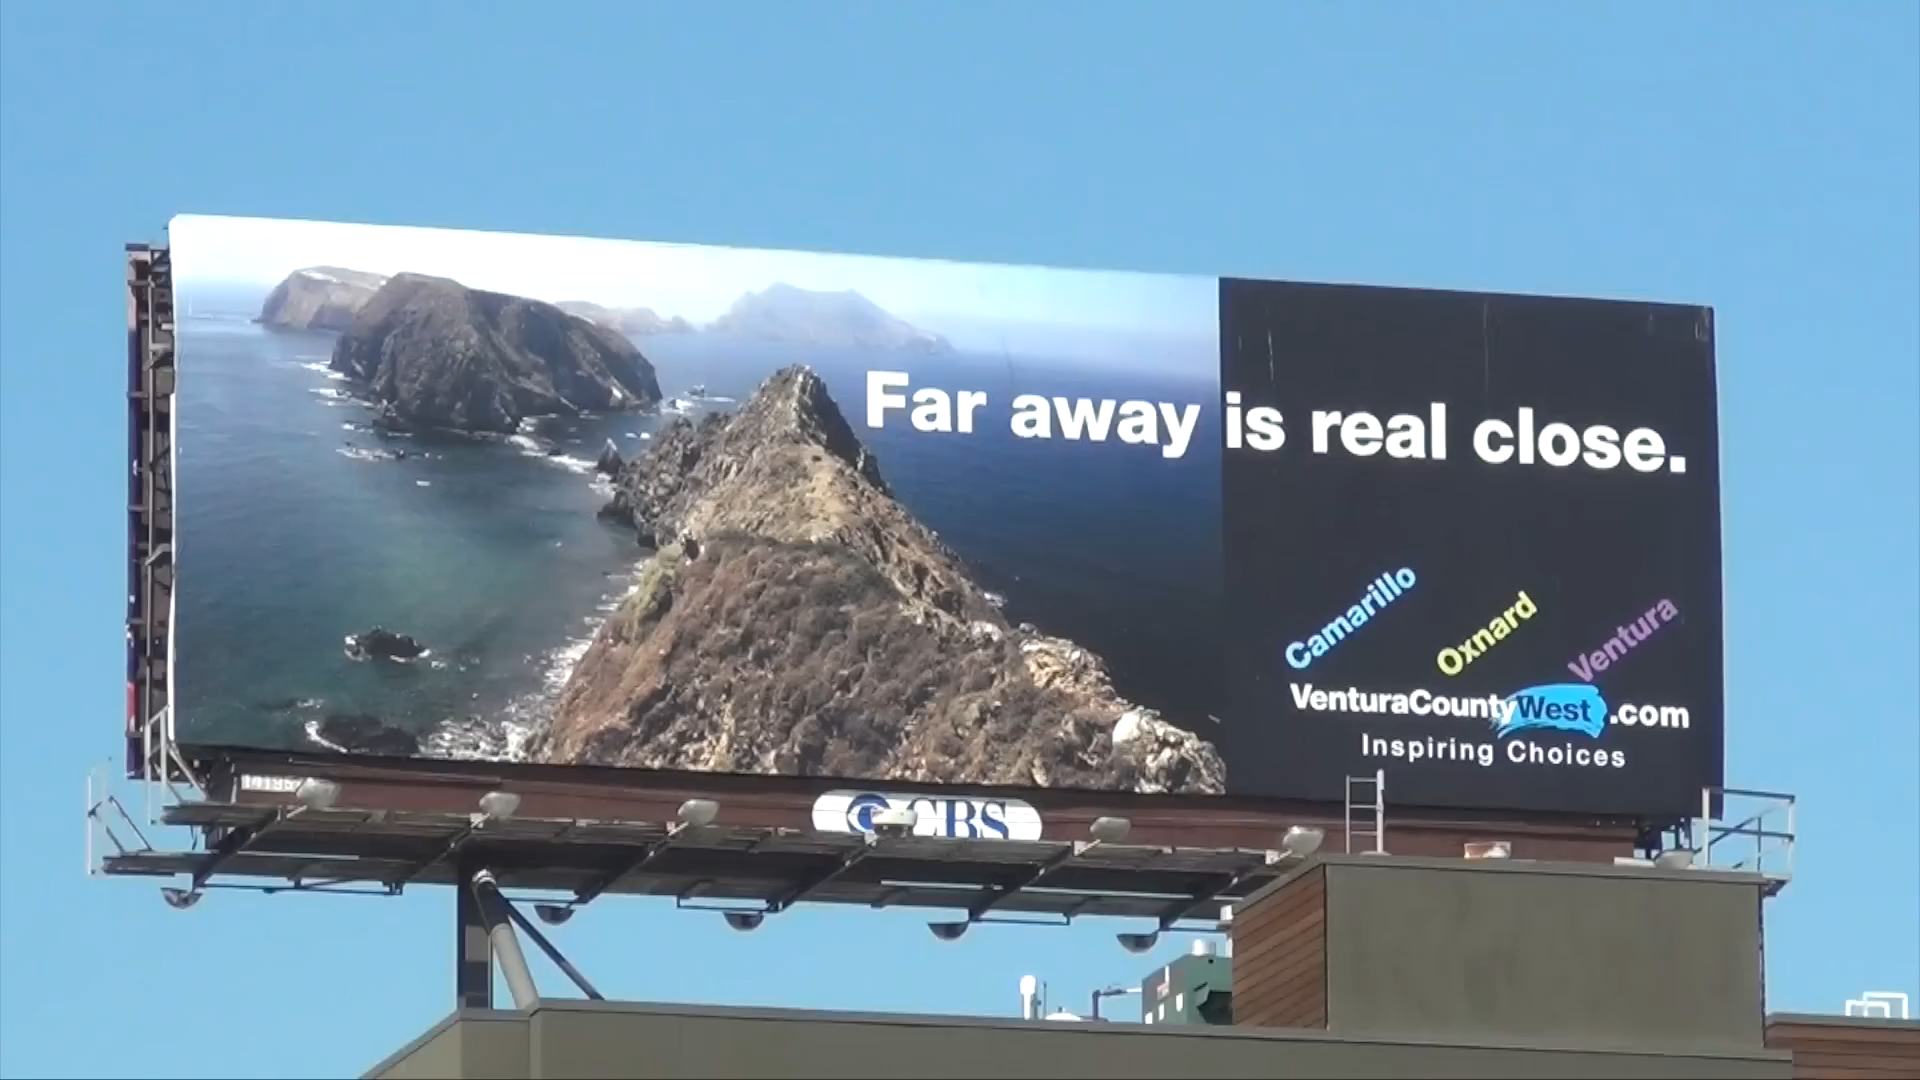 Far away is real close.
Camarillo
Oxnard
Ventura
VenturaCountyWest.com
Inspiring Choices
CBS